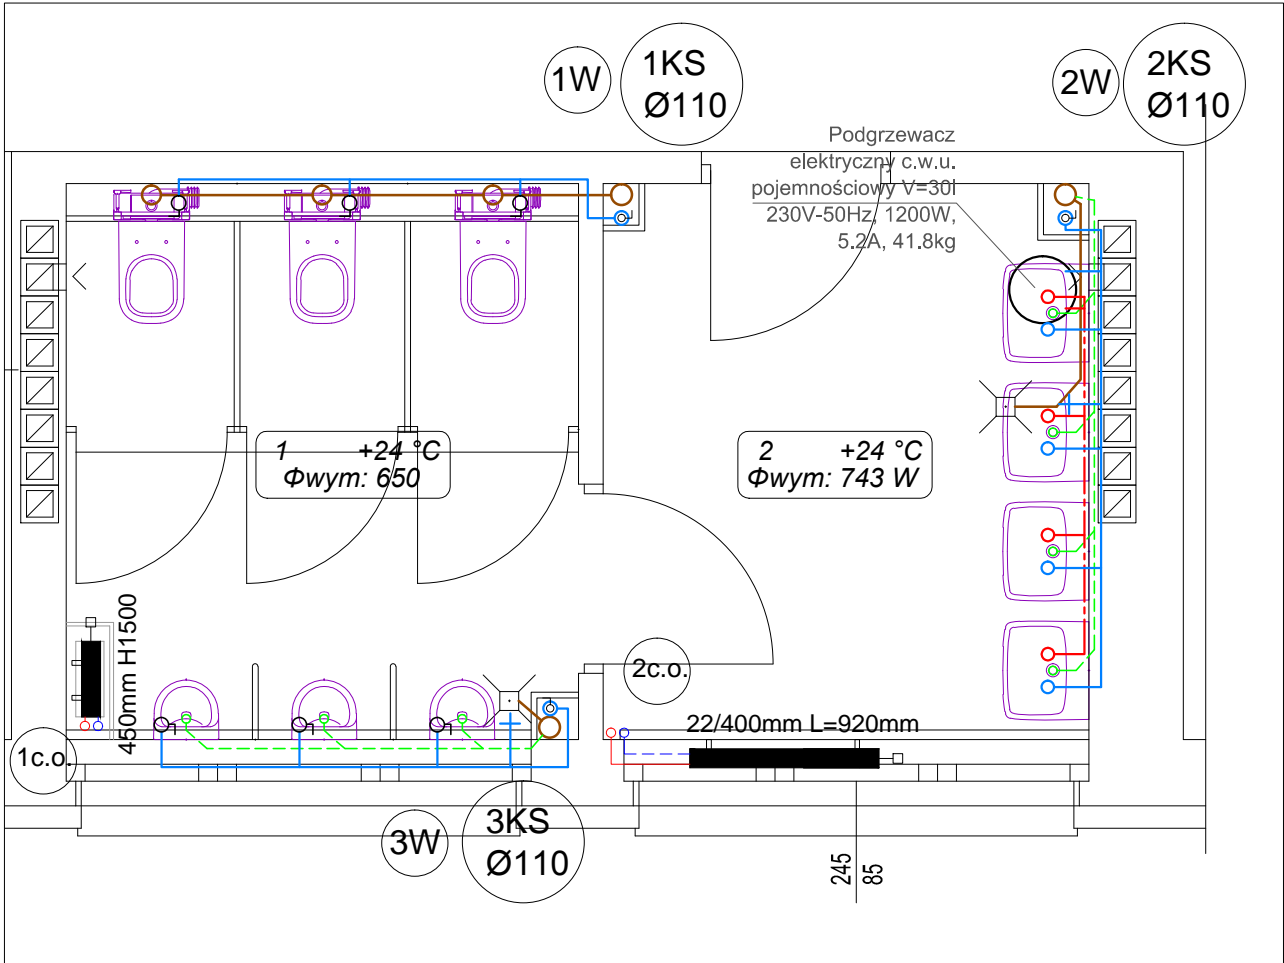 1W
1KS
Ø110
2W
2KS
Ø110
Podgrzewacz
elektryczny c.w.u.
pojemnościowy V=30l
230V-50Hz, 1200W,
5.2A, 41.8kg
1 +24 °C
Φwym: 650
2 +24 °C
Φwym: 743 W
450mm H1500
2c.o.
22/400mm L=920mm
1c.o.
3W
3KS
Ø110
245
85